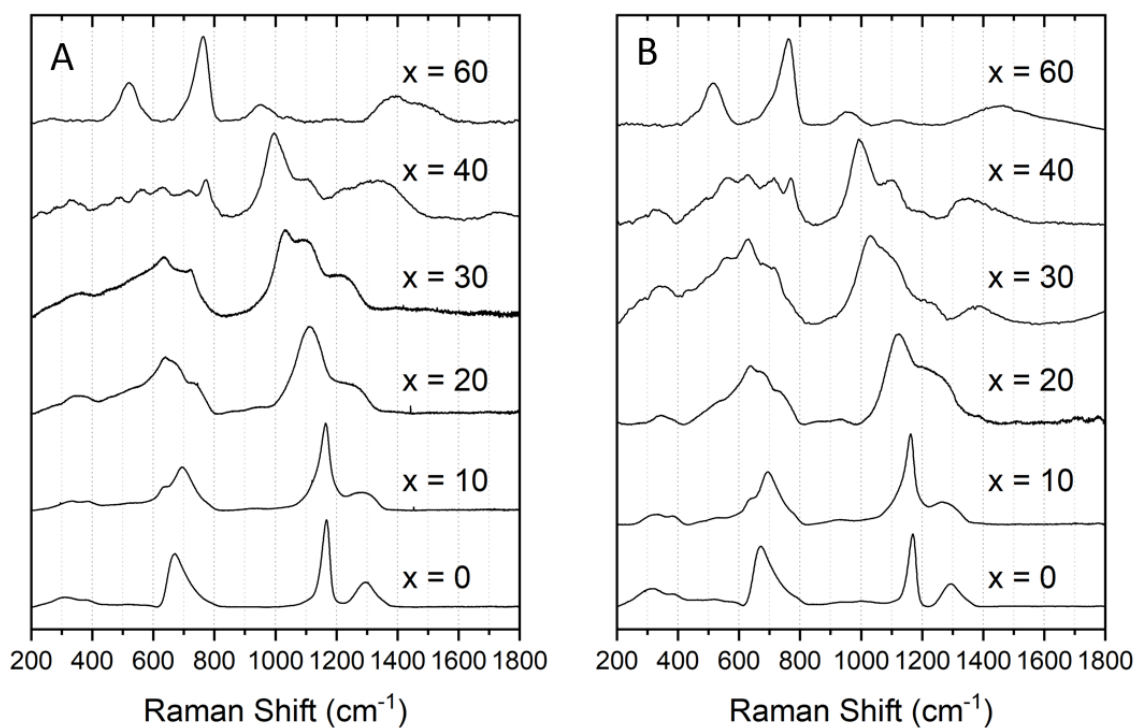 A
x = 60
x = 40
x = 30
x = 20
x = 10
x = 0
200 400 600 800 1000 1200 1400 1600 1800
Raman Shift (cm-1)
B
x = 60
x = 40
x = 30
x = 20
x = 10
x = 0
200 400 600 800 1000 1200 1400 1600 1800
Raman Shift (cm-1)